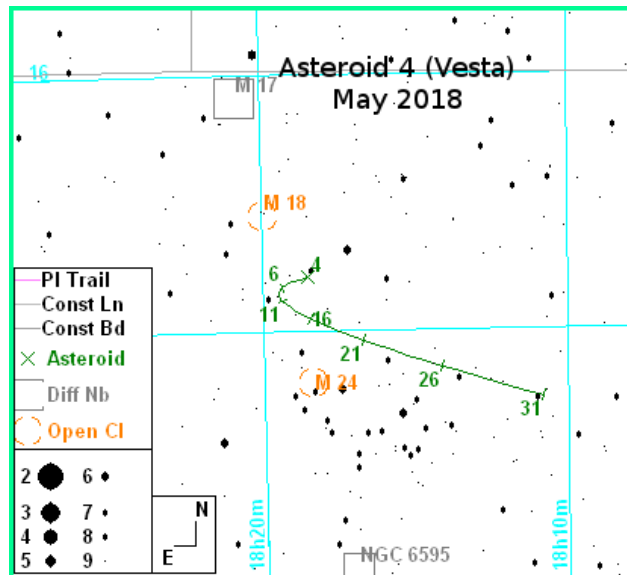 Asteroid 4 (Vesta)
May 2018
16
M 17
M 18
4
6
11
16
21
26
31
M 24
NGC 6595
18h20m
18h10m
Pl Trail
Const Ln
Const Bd
Asteroid
Diff Nb
Open Cl
2 6
3 7
4 8
5 9
N
E